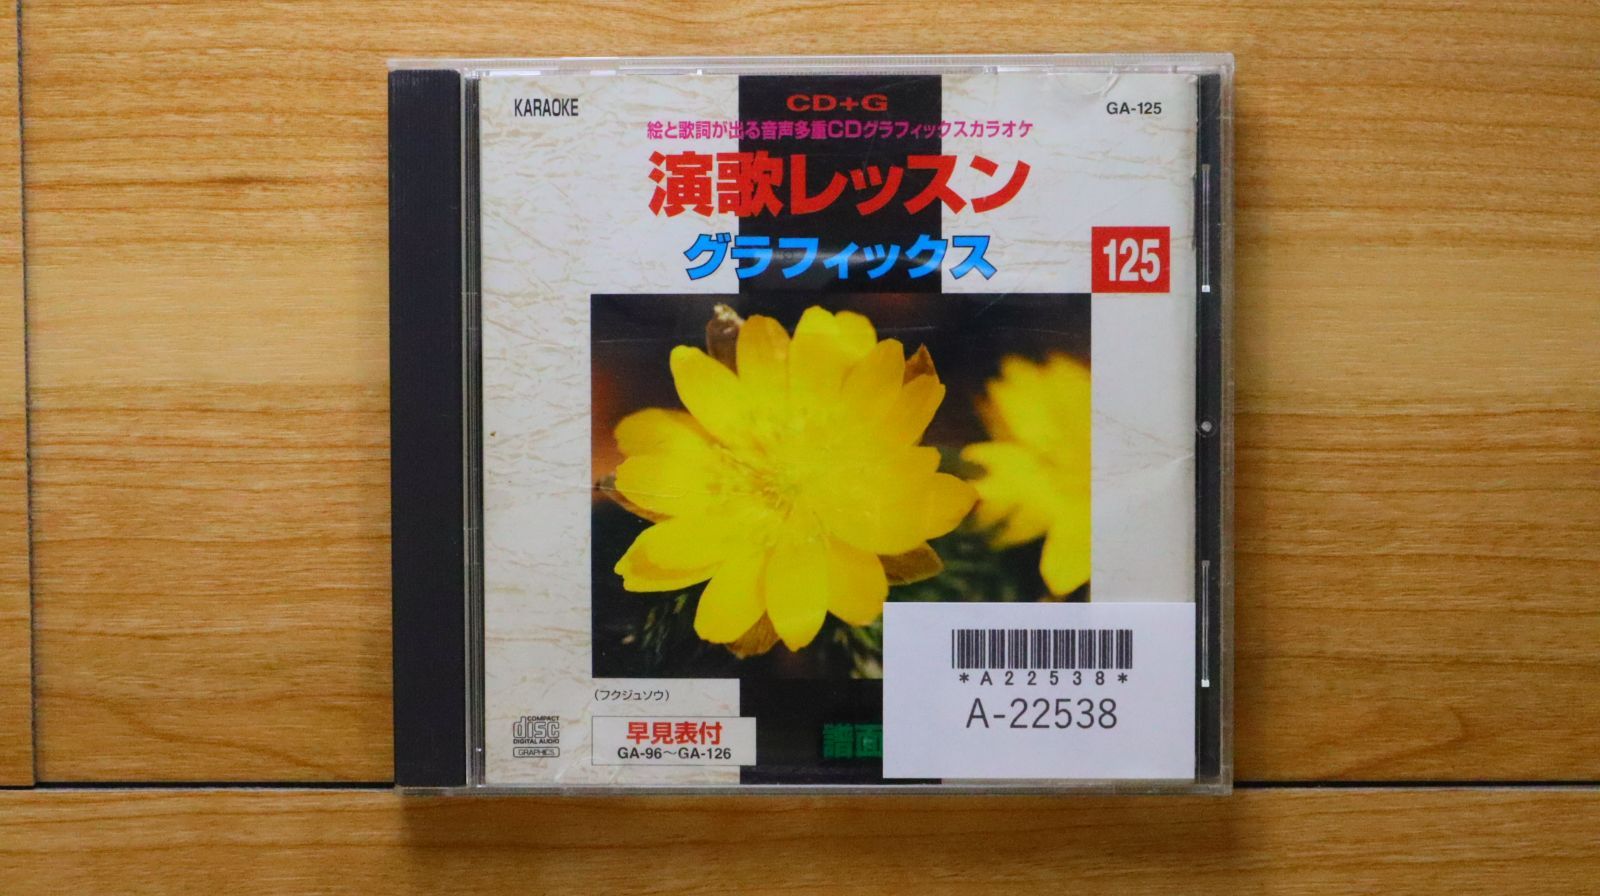 KARAOKE
CD+G
GA-125
絵と歌詞が出る音声多重CDグラフィックスカラオケ
演歌レッスン
グラフィックス
125
(フクジュソウ)
COMPACT
disc
DIGITAL AUDIO
GRAPHICS
早見表付
GA-96〜GA-126
譜面
*A22538*
A-22538